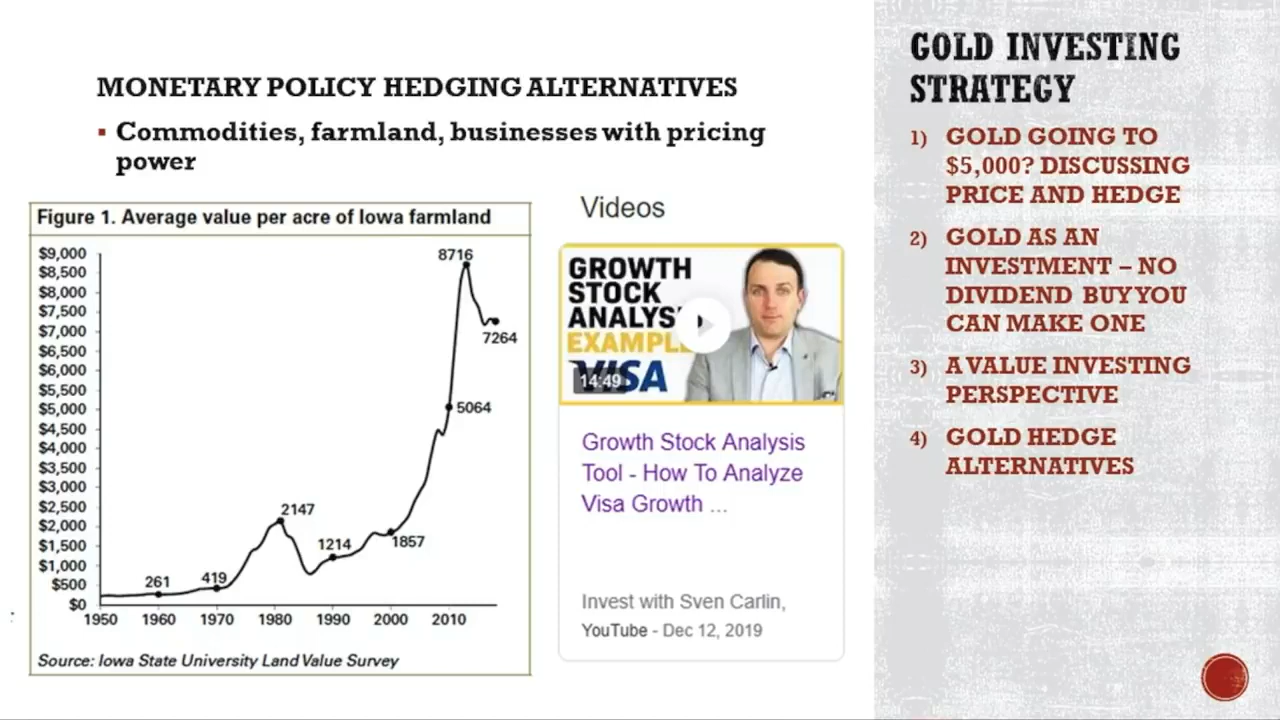 MONETARY POLICY HEDGING ALTERNATIVES
Commodities, farmland, businesses with pricing
power
Figure 1. Average value per acre of Iowa farmland
$9,000
$8,500
$8,000
$7,500
$7,000
$6,500
$6,000
$5,500
$5,000
$4,500
$4,000
$3,500
$3,000
$2,500
$2,000
$1,500
$1,000
$500
$0
8716
7264
5064
2147
1857
1214
419
261
1950 1960 1970 1980 1990 2000 2010
Source: Iowa State University Land Value Survey
Videos
GROWTH
STOCK
ANALYS
EXAMPLE
VISA
14:49
Growth Stock Analysis
Tool - How To Analyze
Visa Growth ...
Invest with Sven Carlin,
YouTube - Dec 12, 2019
GOLD INVESTING
STRATEGY
1) GOLD GOING TO
$5,000? DISCUSSING
PRICE AND HEDGE
2) GOLD AS AN
INVESTMENT – NO
DIVIDEND BUY YOU
CAN MAKE ONE
3) A VALUE INVESTING
PERSPECTIVE
4) GOLD HEDGE
ALTERNATIVES